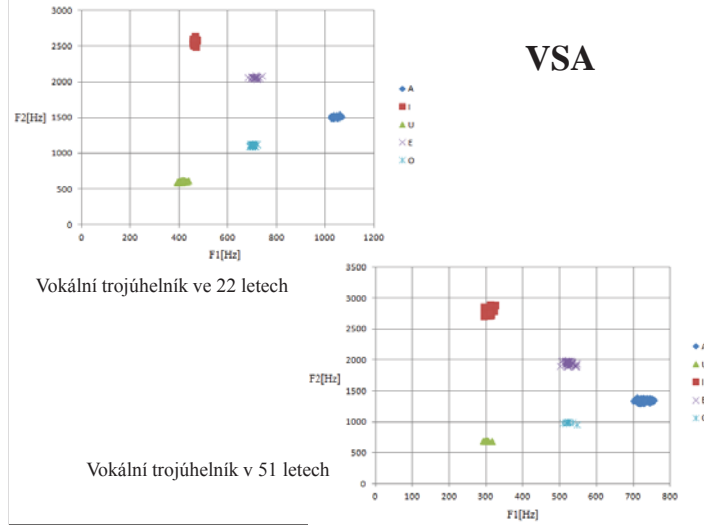 VSA
3000
2500
2000
1500
1000
500
0
F2[Hz]
0 200 400 600 800 1000 1200
F1[Hz]
A
I
U
E
O
Vokální trojúhelník ve 22 letech
3500
3000
2500
2000
1500
1000
500
0
F2[Hz]
0 100 200 300 400 500 600 700 800
F1[Hz]
A
U
I
E
O
Vokální trojúhelník v 51 letech